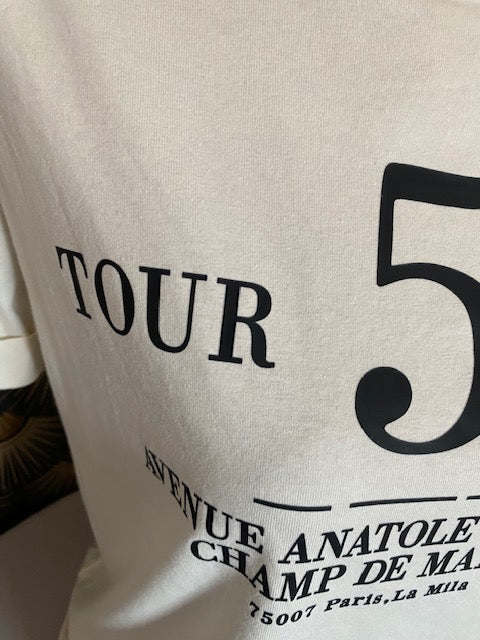 TOUR 5
AVENUE ANATOLE
CHAMP DE MA
75007 Paris, La Mila